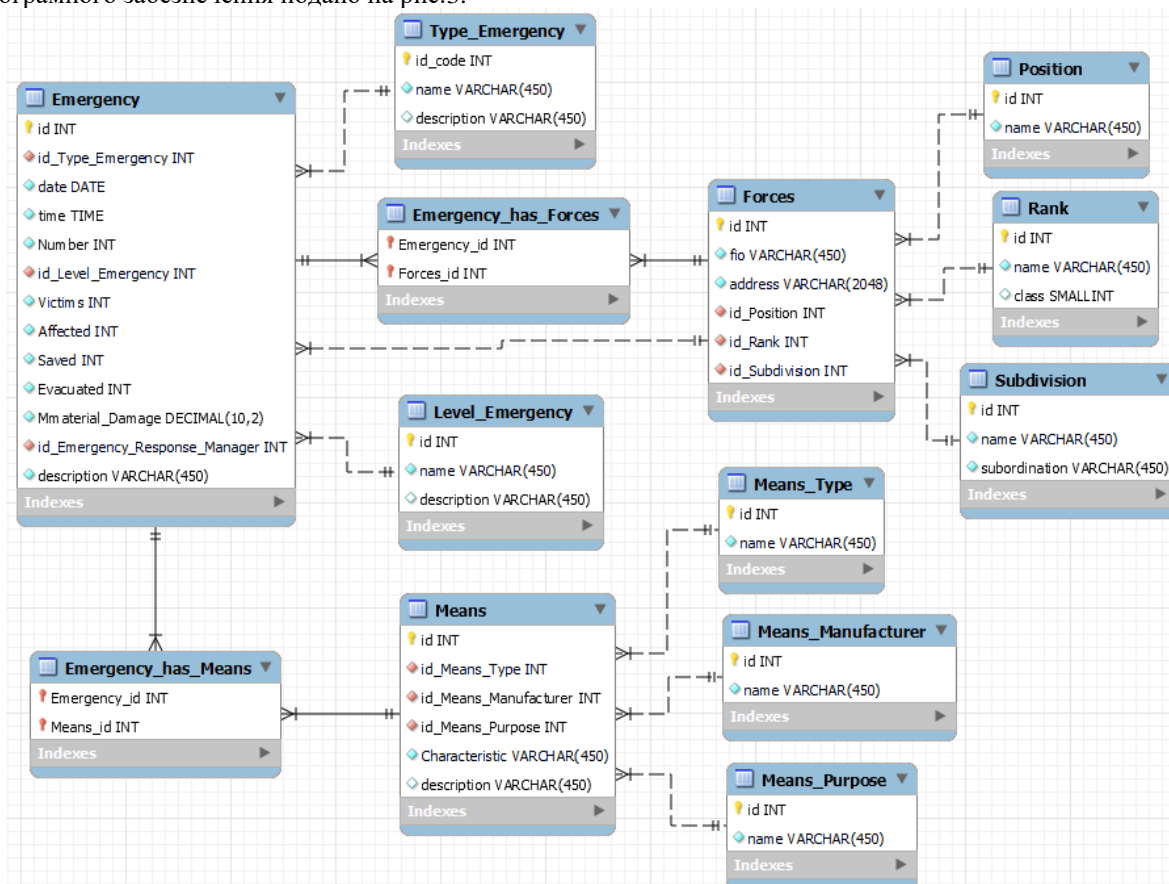 ограмного забезпечення подано на рис.3.
Type_Emergency
id_code INT
name VARCHAR(450)
description VARCHAR(450)
Indexes
Emergency
id INT
id_Type_Emergency INT
date DATE
time TIME
Number INT
id_Level_Emergency INT
Victims INT
Affected INT
Saved INT
Evacuated INT
Mmaterial_Damage DECIMAL(10,2)
id_Emergency_Response_Manager INT
description VARCHAR(450)
Indexes
Position
id INT
name VARCHAR(450)
Indexes
Emergency_has_Forces
Emergency_id INT
Forces_id INT
Indexes
Forces
id INT
fio VARCHAR(450)
address VARCHAR(2048)
id_Position INT
id_Rank INT
id_Subdivision INT
Indexes
Rank
id INT
name VARCHAR(450)
class SMALLINT
Indexes
Subdivision
id INT
name VARCHAR(450)
subordination VARCHAR(450)
Indexes
Level_Emergency
id INT
name VARCHAR(450)
description VARCHAR(450)
Indexes
Means_Type
id INT
name VARCHAR(450)
Indexes
Means
id INT
id_Means_Type INT
id_Means_Manufacturer INT
id_Means_Purpose INT
Characteristic VARCHAR(450)
description VARCHAR(450)
Indexes
Means_Manufacturer
id INT
name VARCHAR(450)
Indexes
Emergency_has_Means
Emergency_id INT
Means_id INT
Indexes
Means_Purpose
id INT
name VARCHAR(450)
Indexes